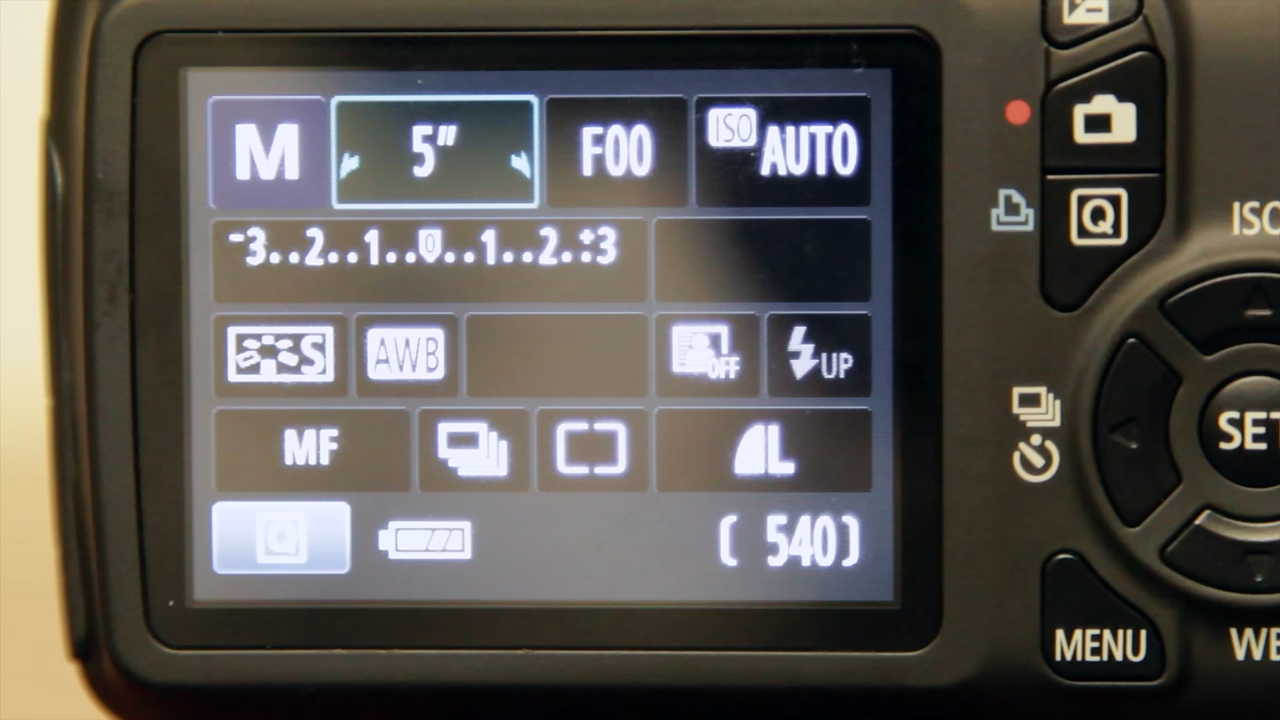 M 5" F00 ISO AUTO
-3..2..1..0..1..2..+3
S AWB OFF UP
MF L
Q [ 540]
Q
ISO
SET
MENU
WE